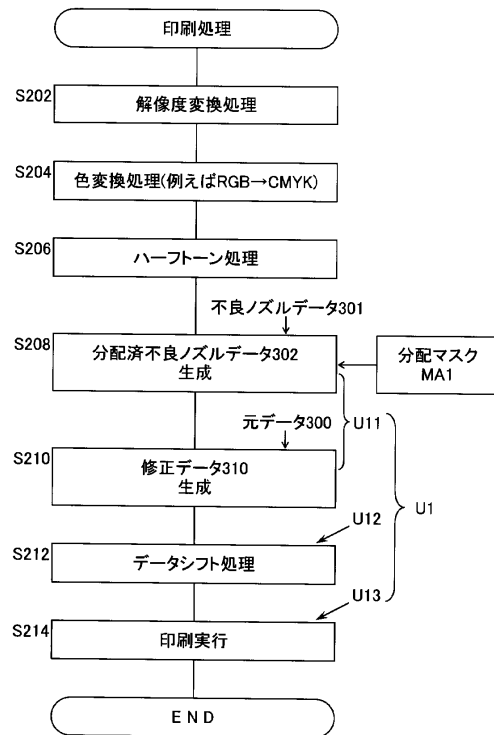 印刷処理
S202
解像度変換処理
S204
色変換処理(例えばRGB→CMYK)
S206
ハーフトーン処理
不良ノズルデータ301
S208
分配済不良ノズルデータ302
生成
分配マスク
MA1
元データ300
U11
S210
修正データ310
生成
U1
U12
S212
データシフト処理
U13
S214
印刷実行
END